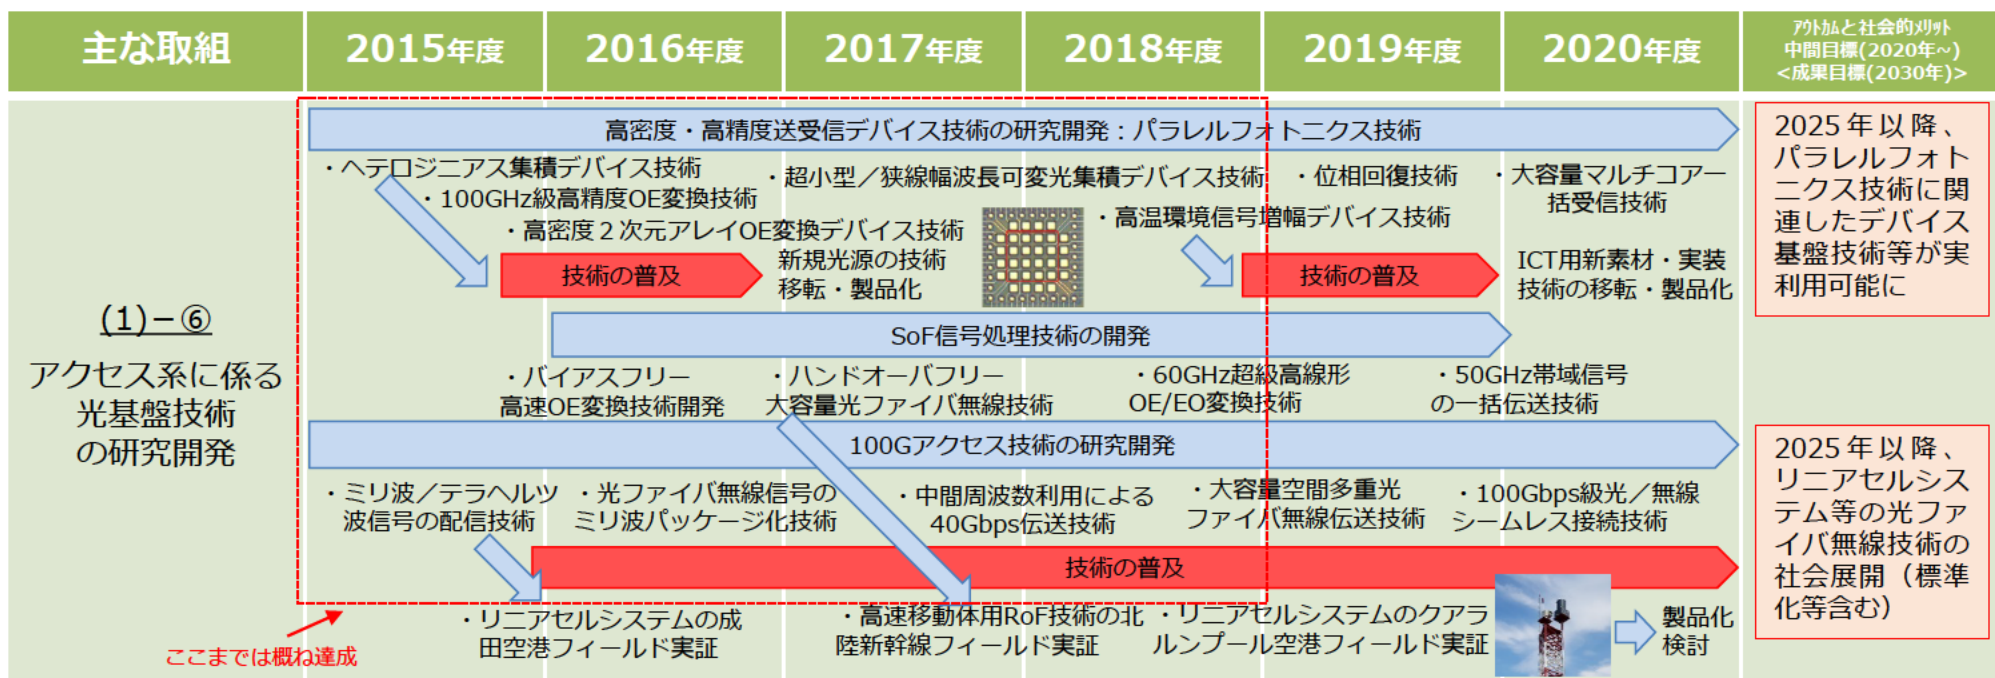 主な取組
2015年度
2016年度
2017年度
2018年度
2019年度
2020年度
ｱｳﾄｶﾑと社会的ﾒﾘｯﾄ
中間目標(2020年~)
<成果目標(2030年)>
(1)－⑥
アクセス系に係る
光基盤技術
の研究開発
高密度・高精度送受信デバイス技術の研究開発：パラレルフォトニクス技術
・ヘテロジニアス集積デバイス技術
・100GHz級高精度OE変換技術
・高密度２次元アレイOE変換デバイス技術
・超小型／狭線幅波長可変光集積デバイス技術
・高温環境信号増幅デバイス技術
・位相回復技術
・大容量マルチコア一
括受信技術
技術の普及
新規光源の技術
移転・製品化
技術の普及
ICT用新素材・実装
技術の移転・製品化
SoF信号処理技術の開発
・バイアスフリー
高速OE変換技術開発
・ハンドオーバフリー
大容量光ファイバ無線技術
・60GHz超級高線形
OE/EO変換技術
・50GHz帯域信号
の一括伝送技術
100Gアクセス技術の研究開発
・ミリ波／テラヘルツ
波信号の配信技術
・光ファイバ無線信号の
ミリ波パッケージ化技術
・中間周波数利用による
40Gbps伝送技術
・大容量空間多重光
ファイバ無線伝送技術
・100Gbps級光／無線
シームレス接続技術
技術の普及
・リニアセルシステムの成
田空港フィールド実証
・高速移動体用RoF技術の北
陸新幹線フィールド実証
・リニアセルシステムのクアラ
ルンプール空港フィールド実証
製品化
検討
ここまでは概ね達成
2025年以降、
パラレルフォト
ニクス技術に関
連したデバイス
基盤技術等が実
利用可能に
2025年以降、
リニアセルシス
テム等の光ファ
イバ無線技術の
社会展開（標準
化等含む）